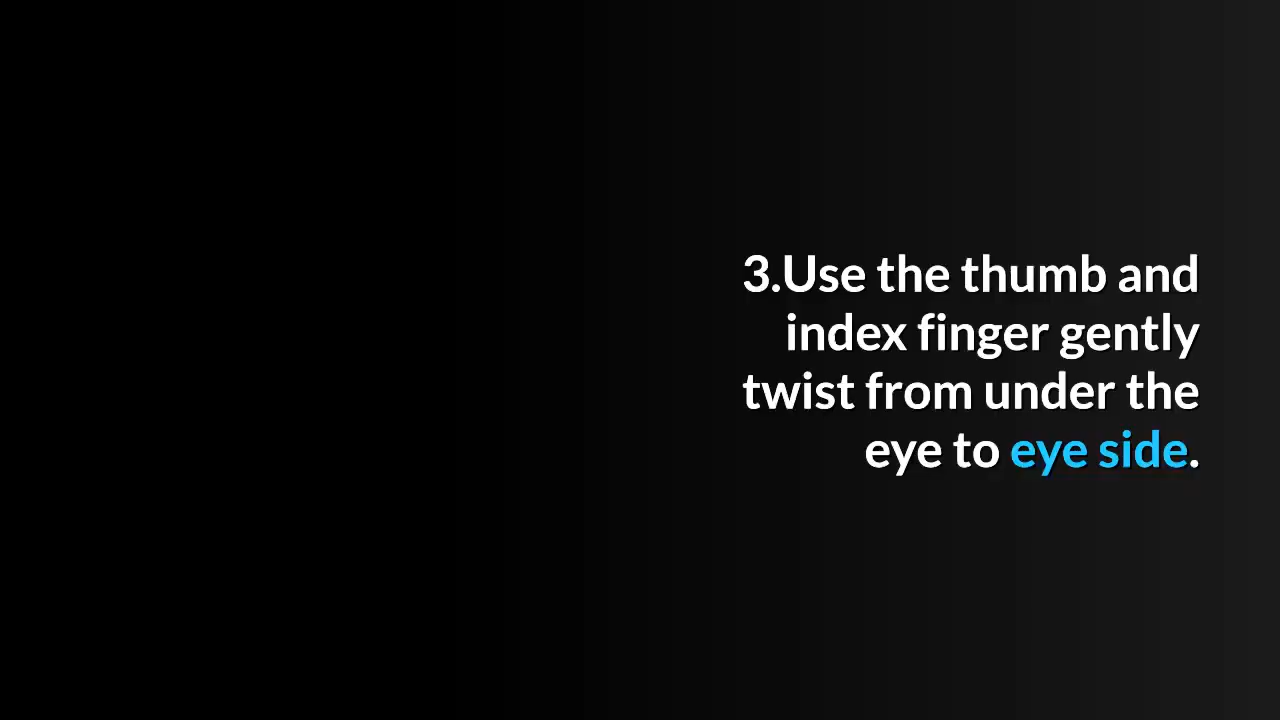 3.Use the thumb and
index finger gently
twist from under the
eye to eye side.